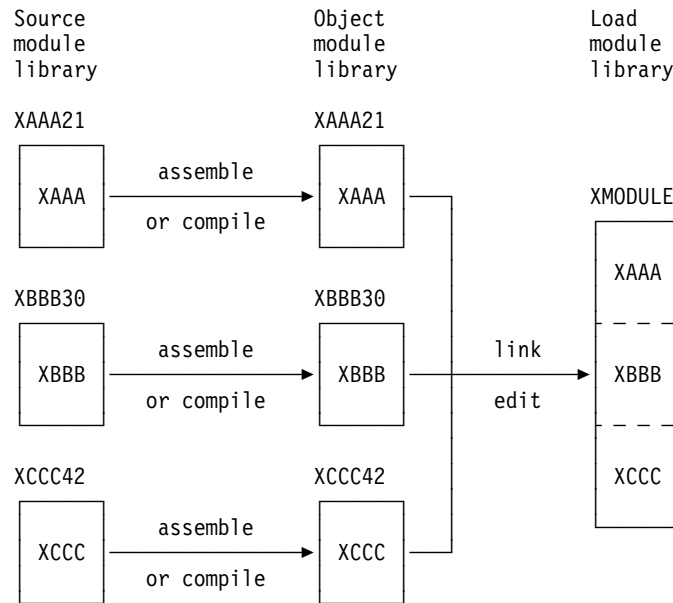 Source
module
library
Object
module
library
Load
module
library
XAAA21
XAAA21
XAAA
assemble
or compile
XAAA
XMODULE
XAAA
XBBB30
XBBB30
XBBB
assemble
or compile
XBBB
link
edit
XBBB
XCCC42
XCCC42
XCCC
XCCC
assemble
or compile
XCCC